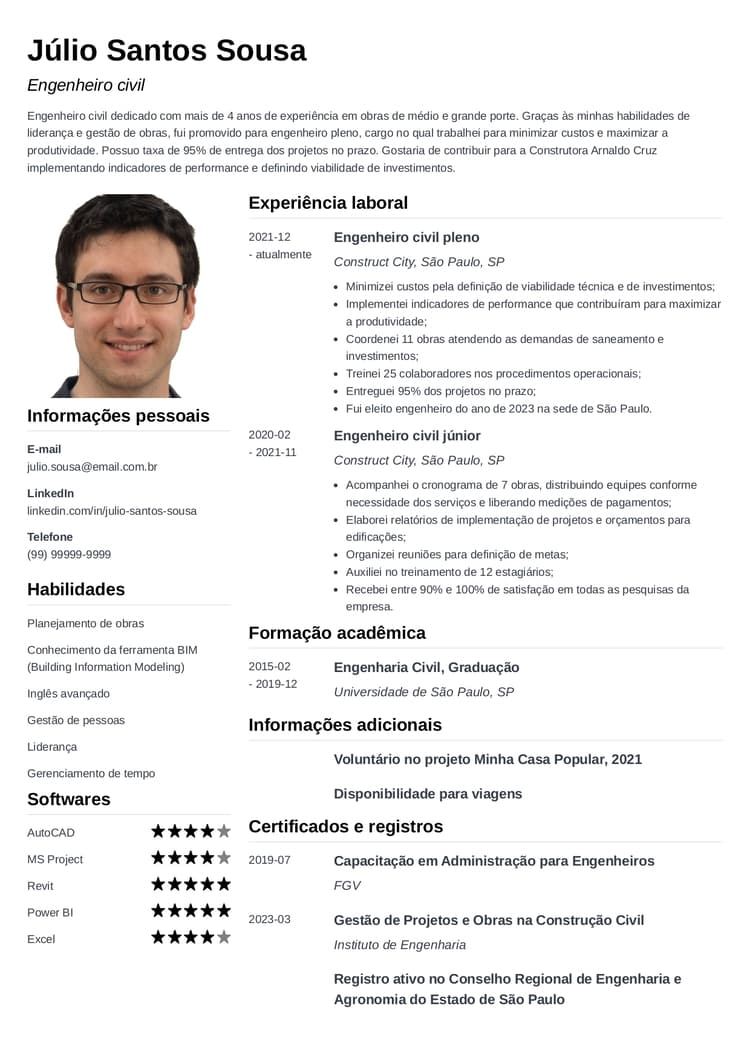 Júlio Santos Sousa
Engenheiro civil
Engenheiro civil dedicado com mais de 4 anos de experiência em obras de médio e grande porte. Graças às minhas habilidades de
liderança e gestão de obras, fui promovido para engenheiro pleno, cargo no qual trabalhei para minimizar custos e maximizar a
produtividade. Possuo taxa de 95% de entrega dos projetos no prazo. Gostaria de contribuir para a Construtora Arnaldo Cruz
implementando indicadores de performance e definindo viabilidade de investimentos.
Informações pessoais
E-mail
julio.sousa@email.com.br
LinkedIn
linkedin.com/in/julio-santos-sousa
Telefone
(99) 99999-9999
Habilidades
Planejamento de obras
Conhecimento da ferramenta BIM
(Building Information Modeling)
Inglês avançado
Gestão de pessoas
Liderança
Gerenciamento de tempo
Softwares
AutoCAD
MS Project
Revit
Power BI
Excel
Experiência laboral
2021-12
- atualmente
Engenheiro civil pleno
Construct City, São Paulo, SP
• Minimizei custos pela definição de viabilidade técnica e de investimentos;
• Implementei indicadores de performance que contribuíram para maximizar
a produtividade;
• Coordenei 11 obras atendendo as demandas de saneamento e
investimentos;
• Treinei 25 colaboradores nos procedimentos operacionais;
• Entreguei 95% dos projetos no prazo;
• Fui eleito engenheiro do ano de 2023 na sede de São Paulo.
2020-02
- 2021-11
Engenheiro civil júnior
Construct City, São Paulo, SP
• Acompanhei o cronograma de 7 obras, distribuindo equipes conforme
necessidade dos serviços e liberando medições de pagamentos;
• Elaborei relatórios de implementação de projetos e orçamentos para
edificações;
• Organizei reuniões para definição de metas;
• Auxiliei no treinamento de 12 estagiários;
• Recebei entre 90% e 100% de satisfação em todas as pesquisas da
empresa.
Formação acadêmica
2015-02
- 2019-12
Engenharia Civil, Graduação
Universidade de São Paulo, SP
Informações adicionais
Voluntário no projeto Minha Casa Popular, 2021
Disponibilidade para viagens
Certificados e registros
2019-07
Capacitação em Administração para Engenheiros
FGV
2023-03
Gestão de Projetos e Obras na Construção Civil
Instituto de Engenharia
Registro ativo no Conselho Regional de Engenharia e
Agronomia do Estado de São Paulo